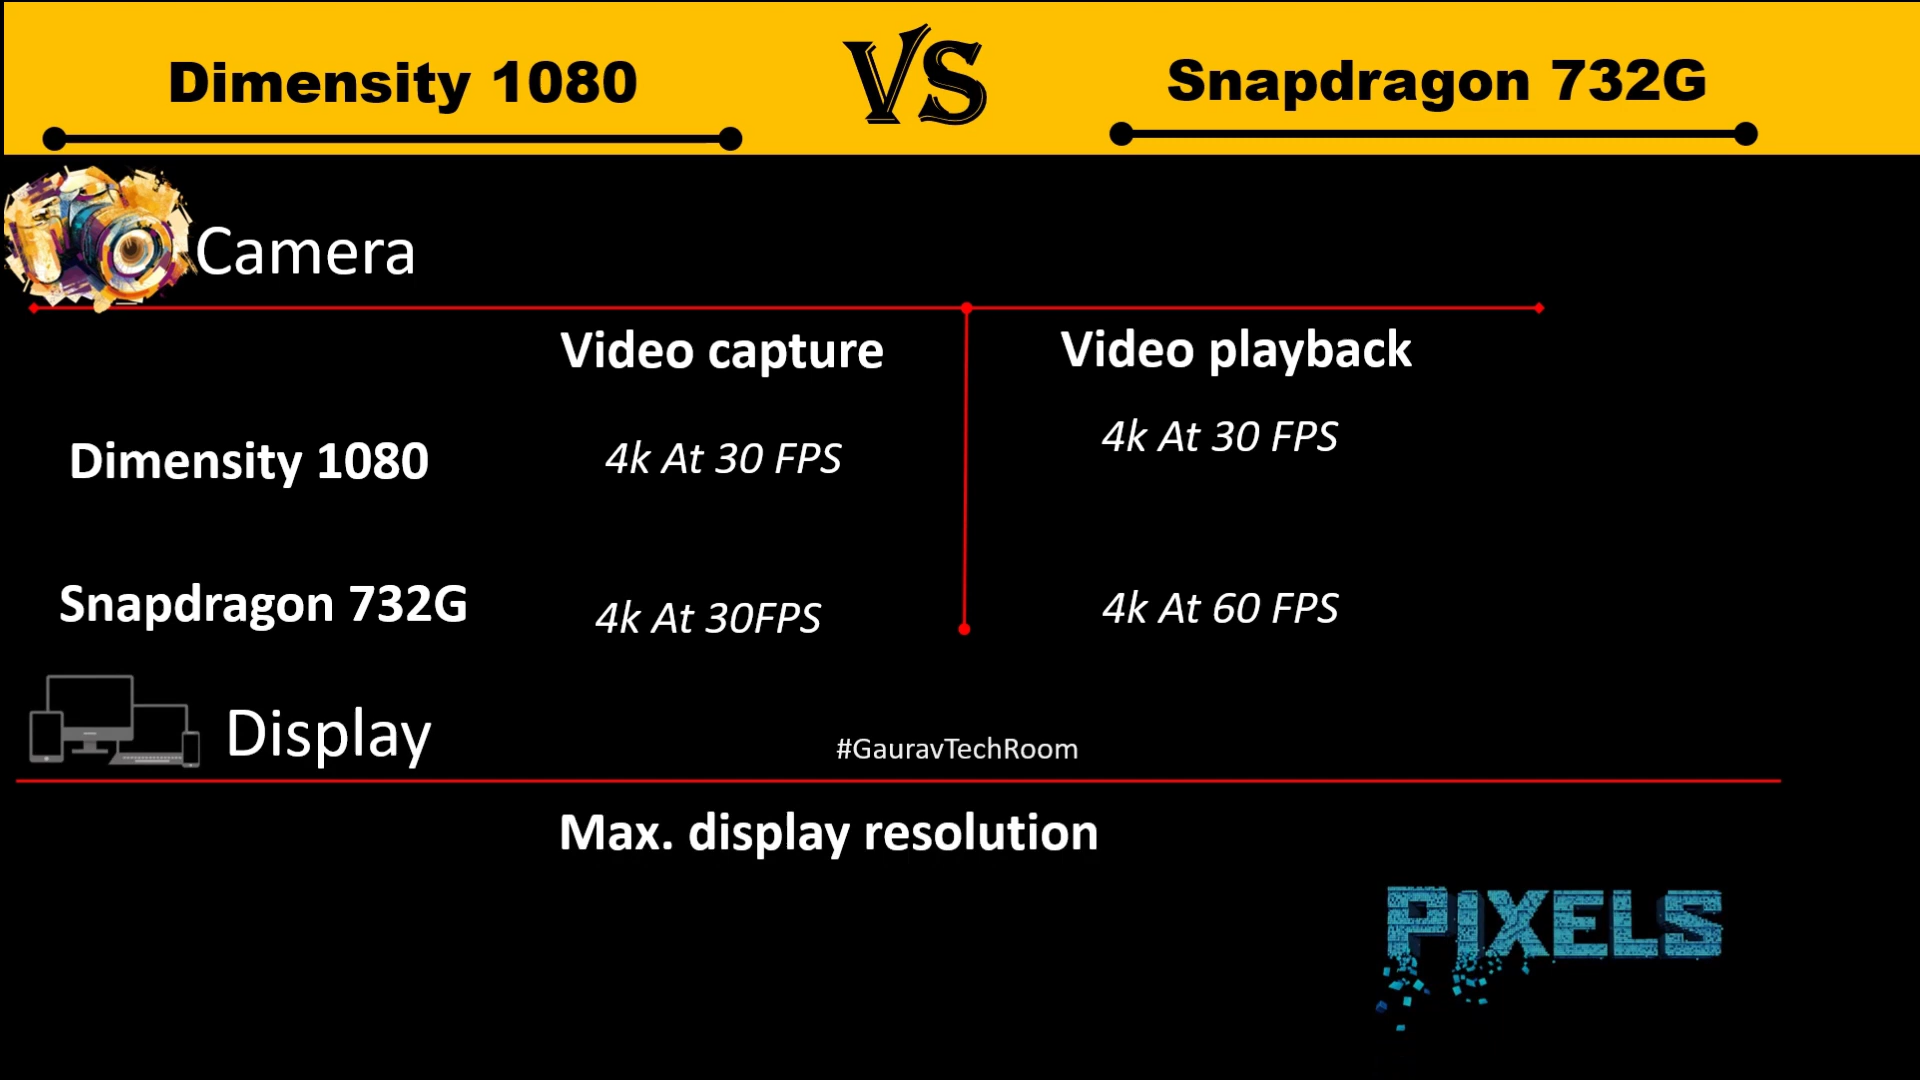 Dimensity 1080
VS
Snapdragon 732G
Camera
Video capture
Video playback
Dimensity 1080
4k At 30 FPS
4k At 30 FPS
Snapdragon 732G
4k At 30FPS
4k At 60 FPS
Display
#GauravTechRoom
Max. display resolution
PIXELS